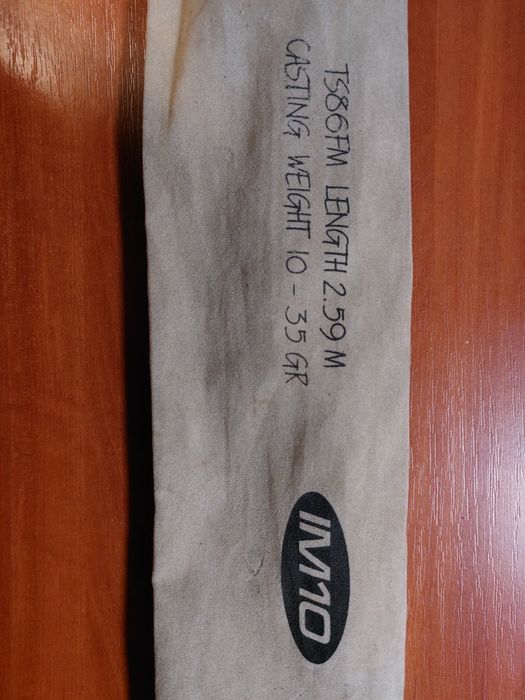 TS86FM LENGTH 2.59 M
CASTING WEIGHT 10 - 35 GR
IM10